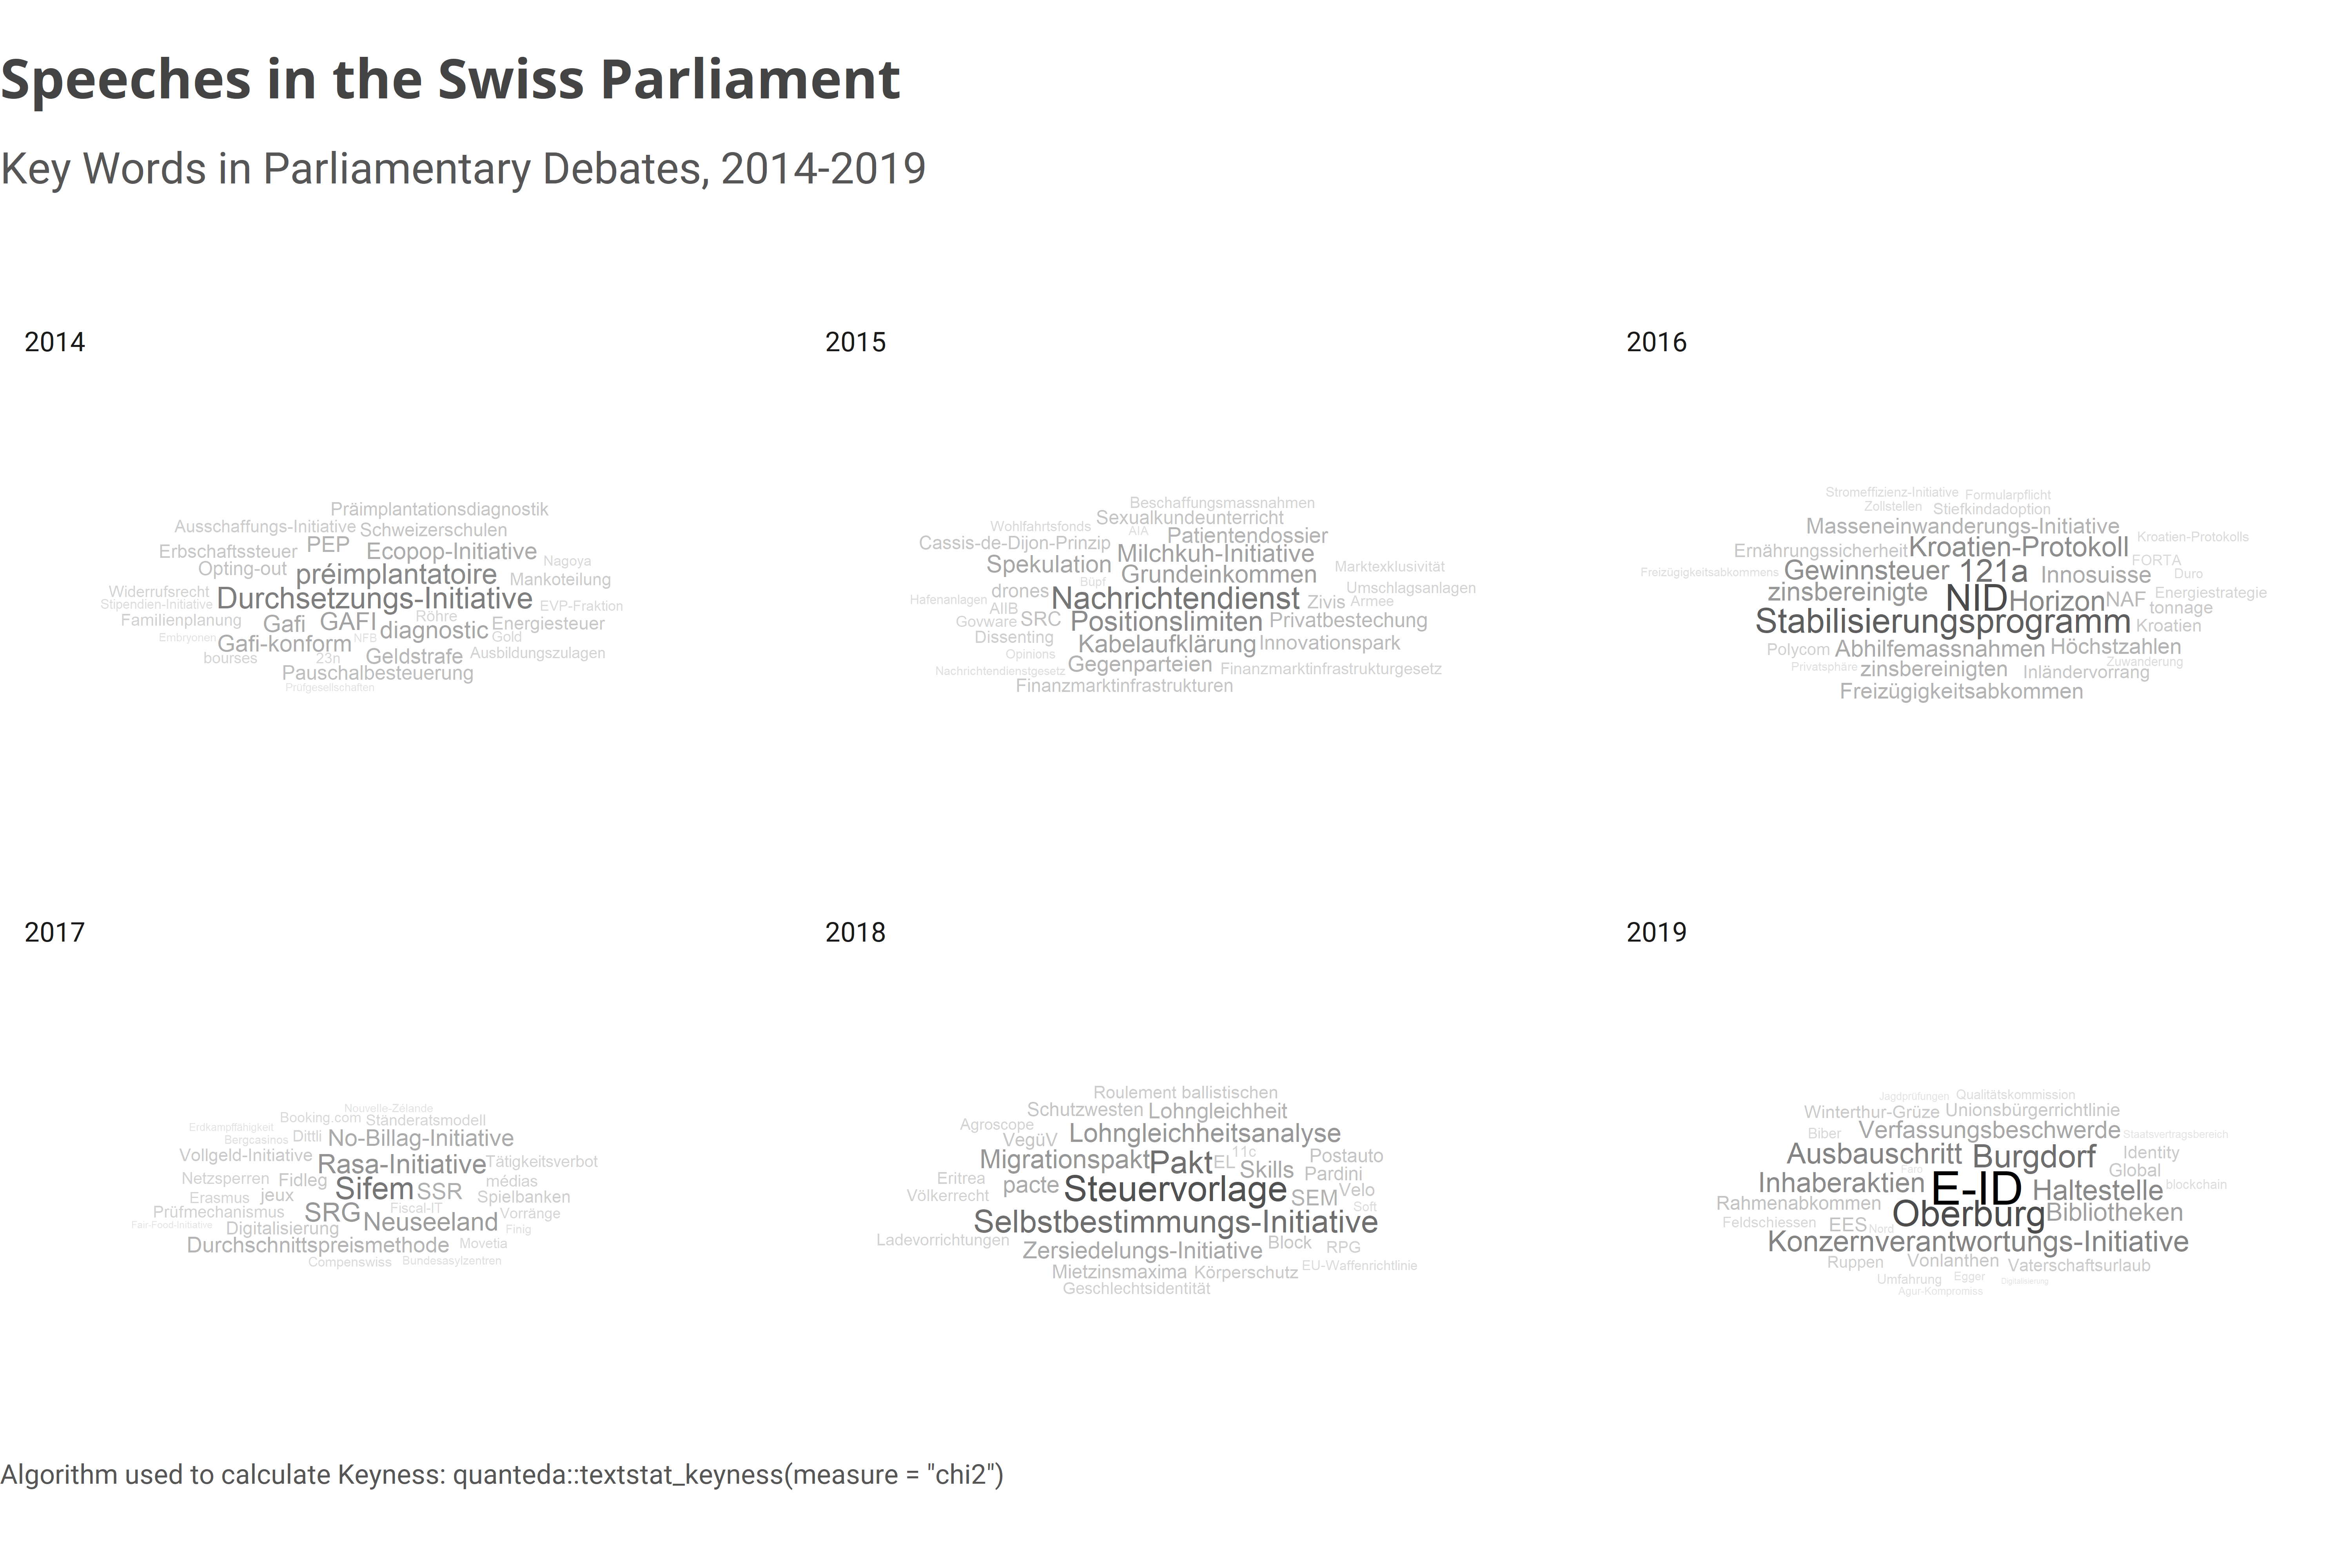 Speeches in the Swiss Parliament
Key Words in Parliamentary Debates, 2014-2019
2014
Präimplantationsdiagnostik
Ausschaffungs-Initiative Schweizerschulen
Erbschaftssteuer PEP Ecopop-Initiative Nagoya
Opting-out préimplantatoire Mankoteilung
Widerrufsrecht Durchsetzungs-Initiative EVP-Fraktion
Stipendien-Initiative
Familienplanung Gafi GAFI Röhre Energiesteuer
Embryonen Gafi-konform NFB diagnostic Gold
bourses 23n Geldstrafe Ausbildungszulagen
Pauschalbesteuerung
Prüfgesellschaften
2015
Beschaffungsmassnahmen
Wohlfahrtsfonds Sexualkundeunterricht
AIA Patientendossier
Cassis-de-Dijon-Prinzip Milchkuh-Initiative
Spekulation Grundeinkommen Marktexklusivität
drones Büpf Umschlagsanlagen
Hafenanlagen Nachrichtendienst Zivis Armee
AIIB
Govware SRC Positionslimiten Privatbestechung
Dissenting Kabelaufklärung Innovationspark
Opinions
Nachrichtendienstgesetz Gegenparteien Finanzmarktinfrastrukturgesetz
Finanzmarktinfrastrukturen
2016
Stromeffizienz-Initiative Formularpflicht
Zollstellen Stiefkindadoption
Masseneinwanderungs-Initiative Kroatien-Protokolls
Ernährungssicherheit Kroatien-Protokoll FORTA
Freizügigkeitsabkommens Gewinnsteuer 121a Innosuisse Duro
zinsbereinigte NID Horizon NAF Energiestrategie
tonnage
Stabilisierungsprogramm Kroatien
Polycom Abhilfemassnahmen Höchstzahlen
Privatsphäre zinsbereinigten Inländervorrang Zuwanderung
Freizügigkeitsabkommen
2017
Nouvelle-Zélande
Booking.com Ständeratsmodell
Erdkampffähigkeit
Bergcasinos Dittli No-Billag-Initiative
Vollgeld-Initiative Rasa-Initiative Tätigkeitsverbot
Netzsperren Fidleg Sifem SSR médias
Erasmus jeux Spielbanken
Prüfmechanismus SRG Fiscal-IT Vorränge
Fair-Food-Initiative Digitalisierung Neuseeland Finig
Durchschnittspreismethode Movetia
Compenswiss Bundesasylzentren
2018
Roulement ballistischen
Schutzwesten Lohngleichheit
Agroscope
VegüV Lohngleichheitsanalyse
Migrationspakt Pakt EL 11c Skills Postauto
Pardini
Eritrea pacte Steuervorlage SEM Velo
Völkerrecht Soft
Selbstbestimmungs-Initiative
Ladevorrichtungen Zersiedelungs-Initiative Block RPG
Mietzinsmaxima Körperschutz EU-Waffenrichtlinie
Geschlechtsidentität
2019
Jagdprüfungen Qualitätskommission
Winterthur-Grüze Unionsbürgerrichtlinie
Biber Verfassungsbeschwerde Staatsvertragsbereich
Ausbauschritt Burgdorf Identity
Faro Global
Inhaberaktien E-ID Haltestelle blockchain
Rahmenabkommen Oberburg Bibliotheken
Feldschiessen EES Nord
Konzernverantwortungs-Initiative
Ruppen Vonlanthen Vaterschaftsurlaub
Umfahrung Egger Digitalisierung
Agur-Kompromiss
Algorithm used to calculate Keyness: quanteda::textstat_keyness(measure = "chi2")